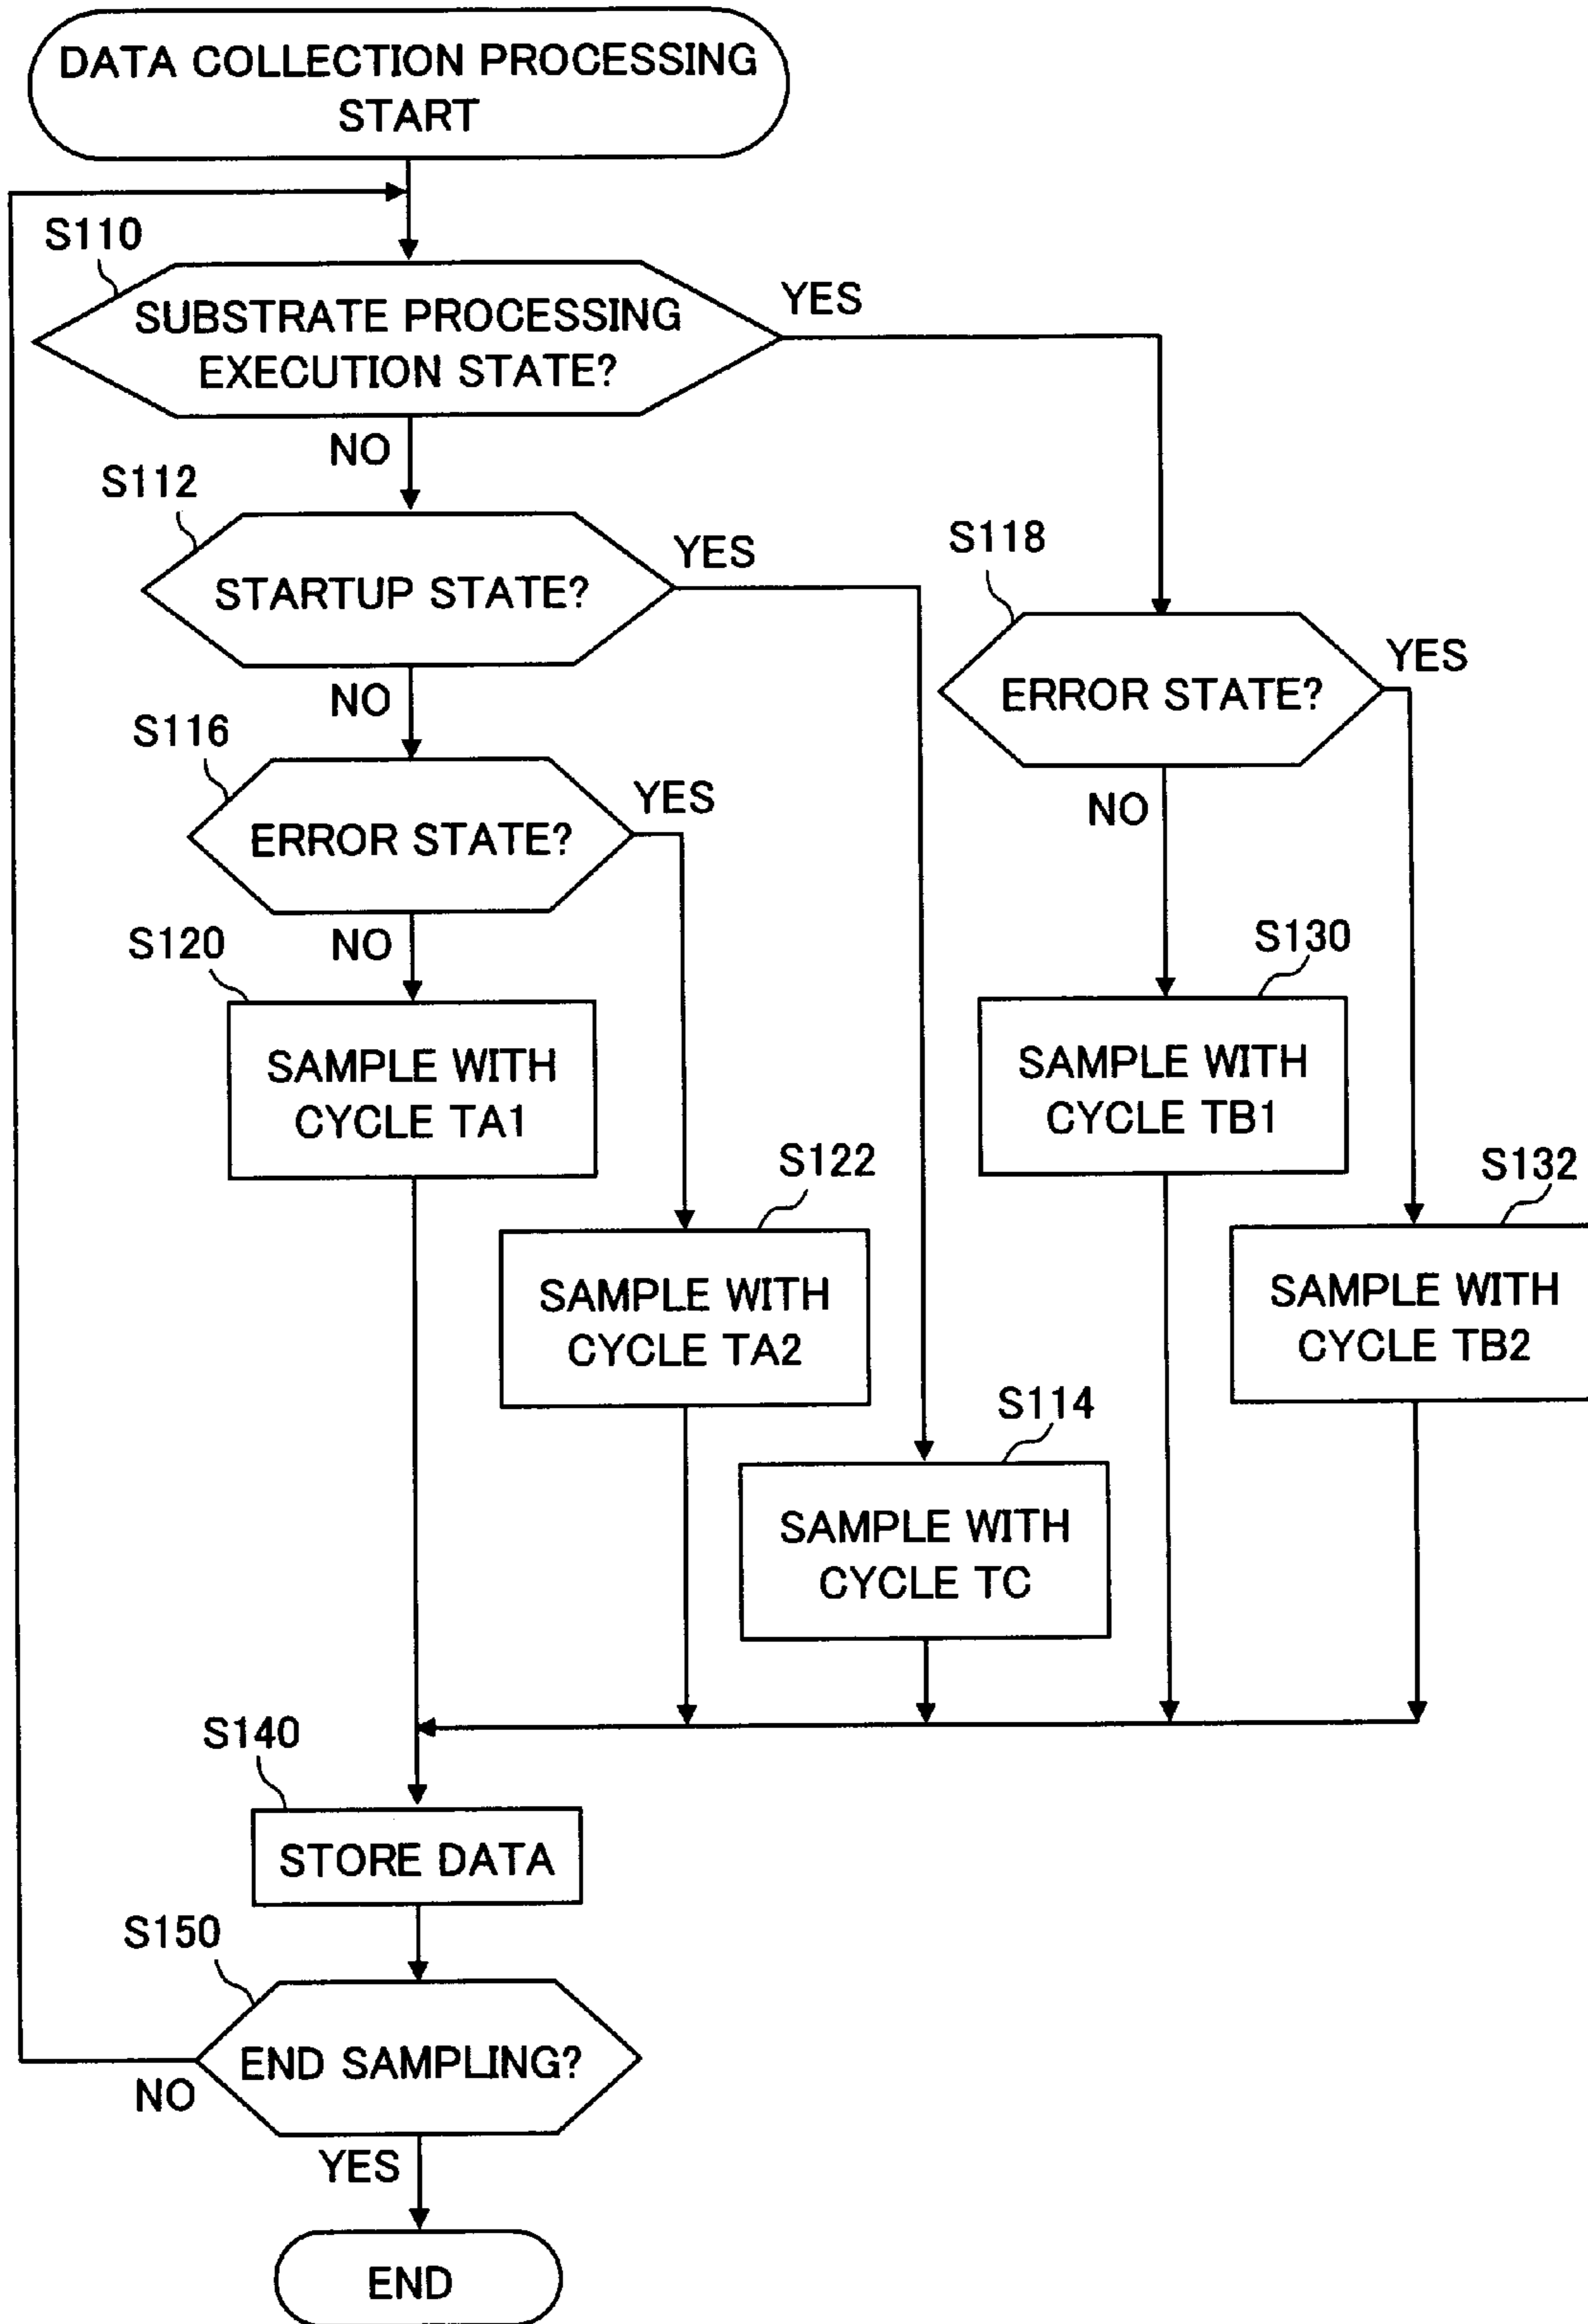 DATA COLLECTION PROCESSING
START
S110
SUBSTRATE PROCESSING
EXECUTION STATE?
YES
NO
S112
STARTUP STATE?
YES
NO
S118
ERROR STATE?
YES
NO
S116
ERROR STATE?
YES
NO
S120
SAMPLE WITH
CYCLE TA1
S130
SAMPLE WITH
CYCLE TB1
S122
SAMPLE WITH
CYCLE TA2
S132
SAMPLE WITH
CYCLE TB2
S114
SAMPLE WITH
CYCLE TC
S140
STORE DATA
S150
END SAMPLING?
NO
YES
END